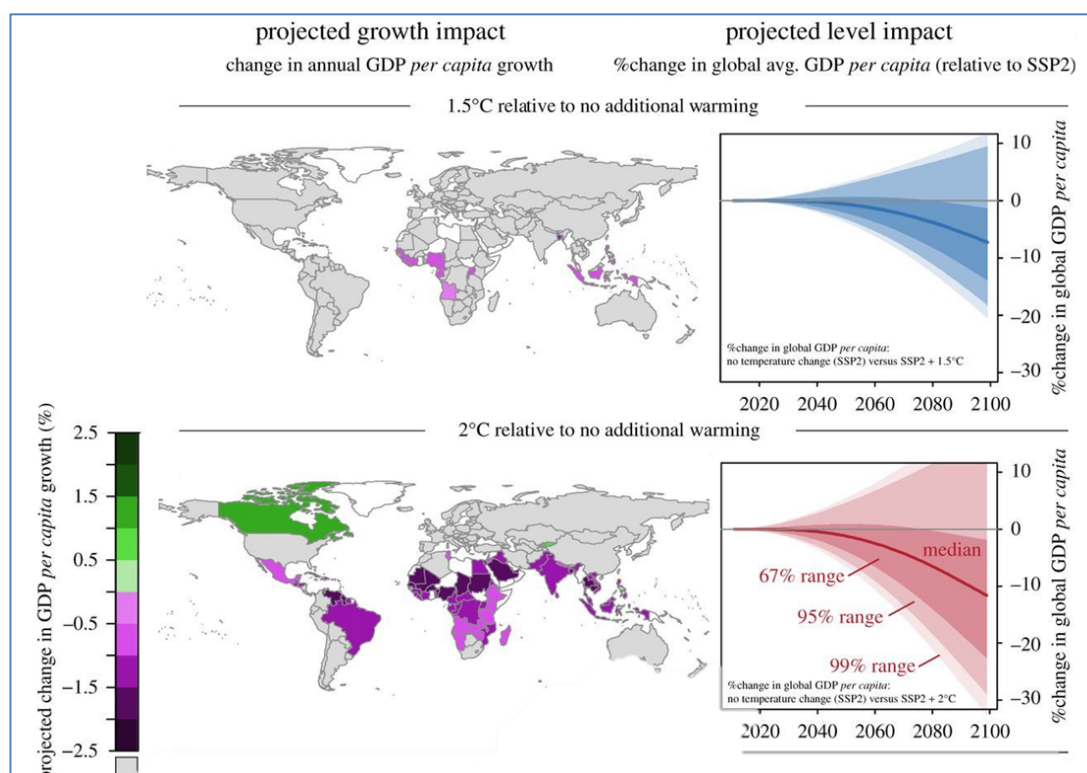 projected growth impact
change in annual GDP per capita growth
projected level impact
%change in global avg. GDP per capita (relative to SSP2)
1.5°C relative to no additional warming
10
0
−10
−20
−30
%change in global GDP per capita
%change in global GDP per capita:
no temperature change (SSP2) versus SSP2 + 1.5°C
2020 2040 2060 2080 2100
2°C relative to no additional warming
projected change in GDP per capita growth (%)
2.5
1.5
0.5
−0.5
−1.5
−2.5
10
0
−10
−20
−30
%change in global GDP per capita
median
67% range
95% range
99% range
%change in global GDP per capita:
no temperature change (SSP2) versus SSP2 + 2°C
2020 2040 2060 2080 2100